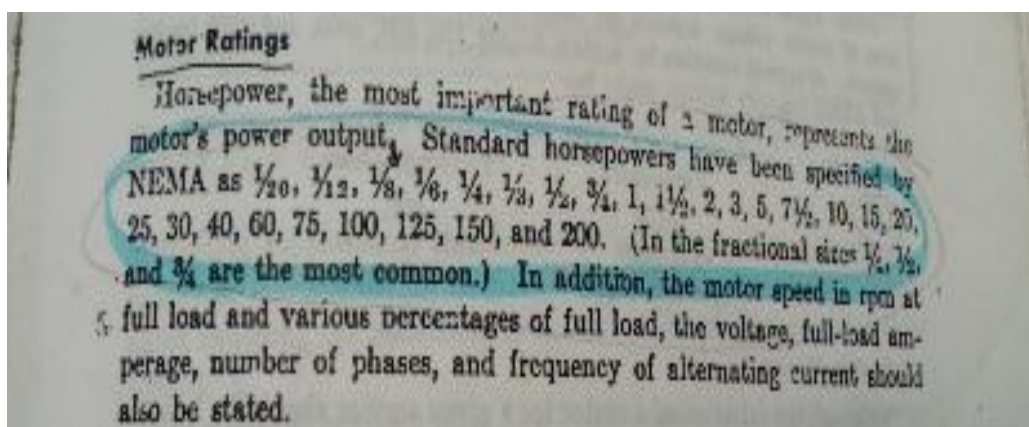 Motor Ratings
Horsepower, the most important rating of a motor, represents the
motor's power output. Standard horsepowers have been specified by
NEMA as 1/20, 1/12, 1/8, 1/6, 1/4, 1/3, 1/2, 3/4, 1, 1½, 2, 3, 5, 7½, 10, 15, 20,
25, 30, 40, 60, 75, 100, 125, 150, and 200. (In the fractional sizes ½,
and ¾ are the most common.) In addition, the motor speed in rpm at
full load and various percentages of full load, the voltage, full-load am-
perage, number of phases, and frequency of alternating current should
also be stated.